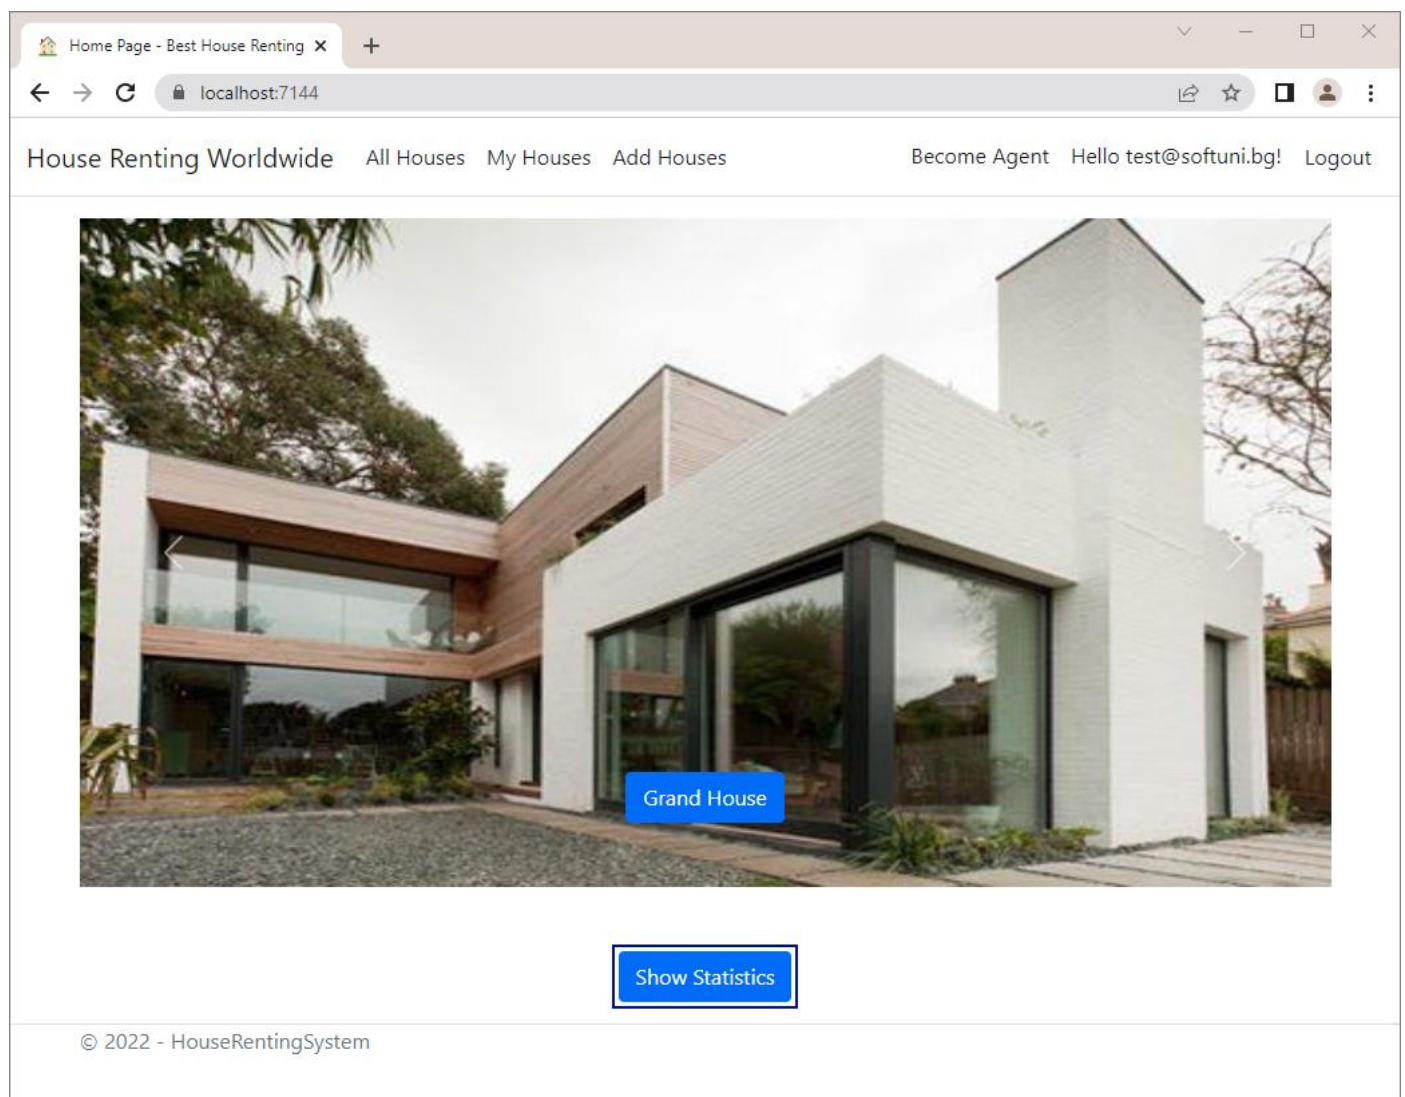 Home Page - Best House Renting
localhost:7144
House Renting Worldwide All Houses My Houses Add Houses Become Agent Hello test@softuni.bg! Logout
Grand House
Show Statistics
© 2022 - HouseRentingSystem